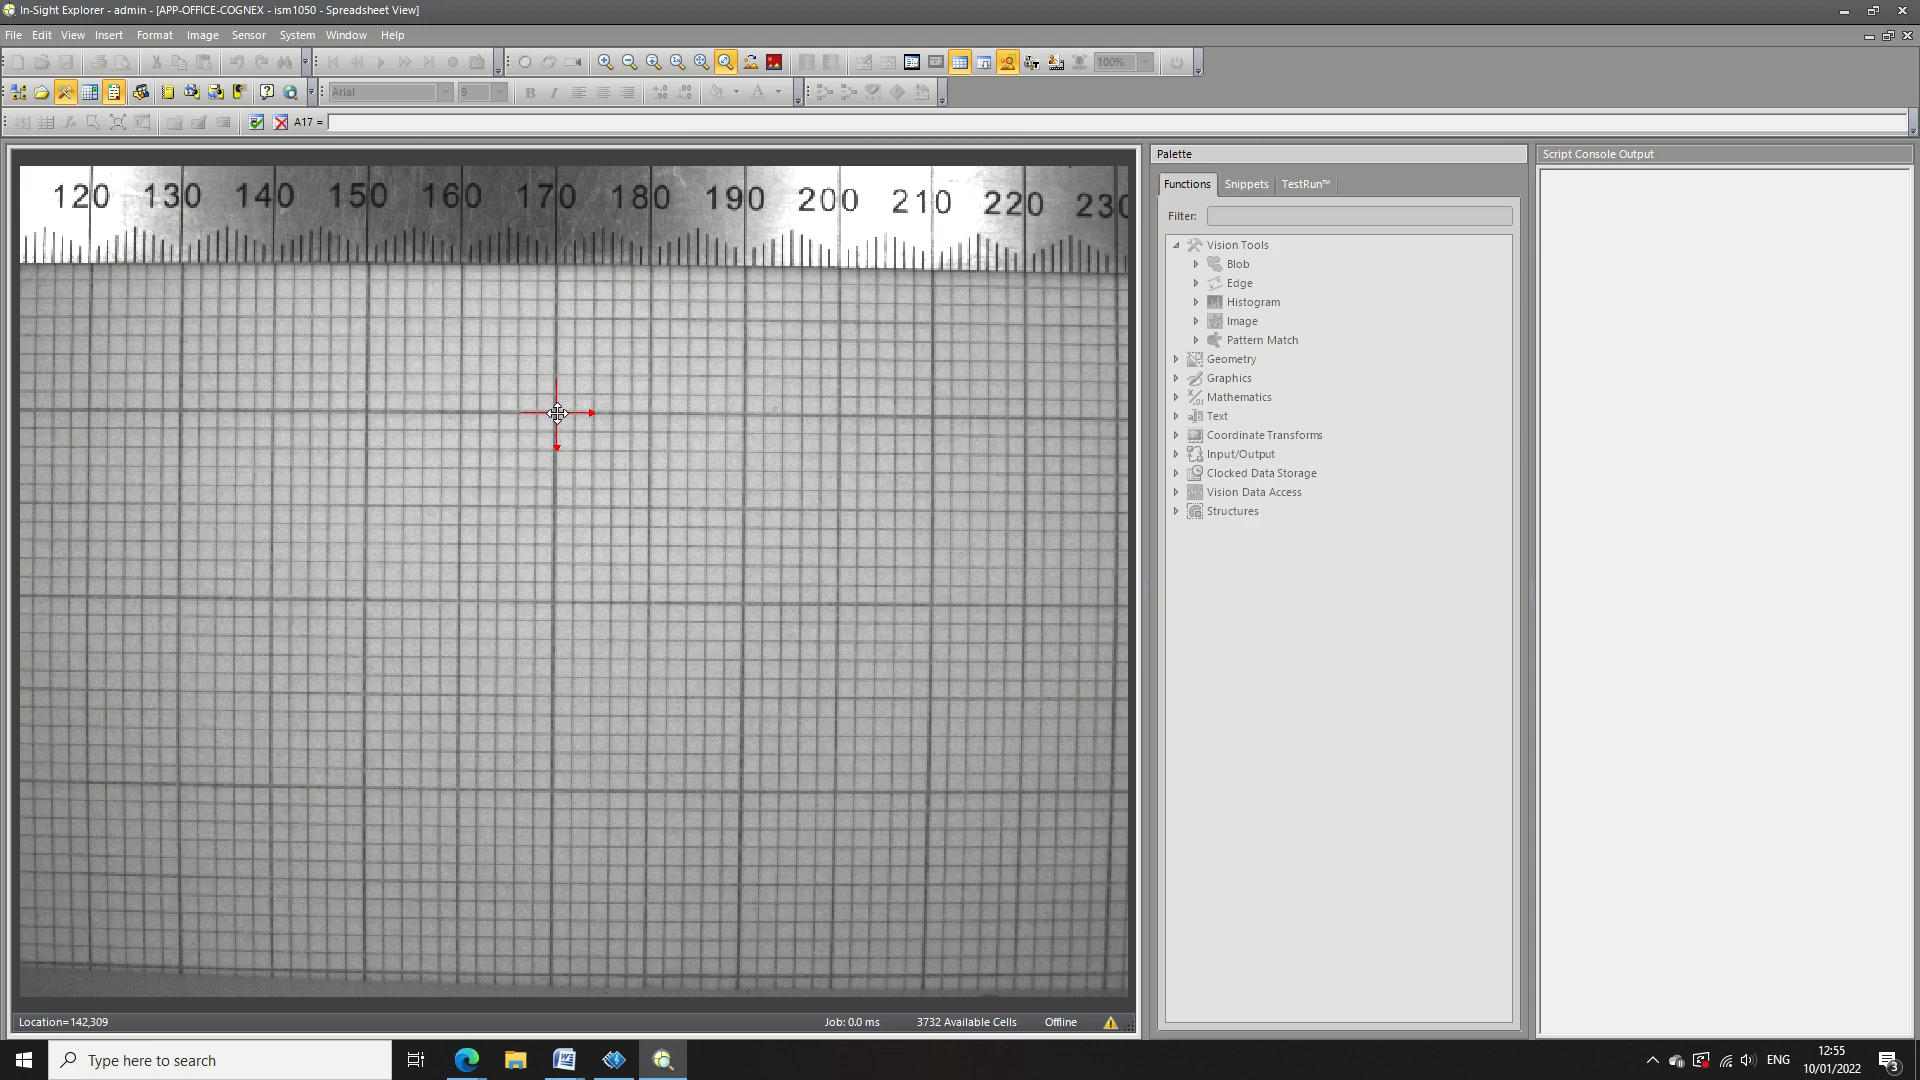 In-Sight Explorer - admin - [APP-OFFICE-COGNEX - ism1050 - Spreadsheet View]
File Edit View Insert Format Image Sensor System Window Help
100%
Arial 9 B I A
A17 =
120 130 140 150 160 170 180 190 200 210 220 230
Location=142,309 Job: 0.0 ms 3732 Available Cells Offline
Palette
Functions Snippets TestRun™
Filter:
Vision Tools
Blob
Edge
Histogram
Image
Pattern Match
Geometry
Graphics
Mathematics
Text
Coordinate Transforms
Input/Output
Clocked Data Storage
Vision Data Access
Structures
Script Console Output
Type here to search
ENG
12:55
10/01/2022
3